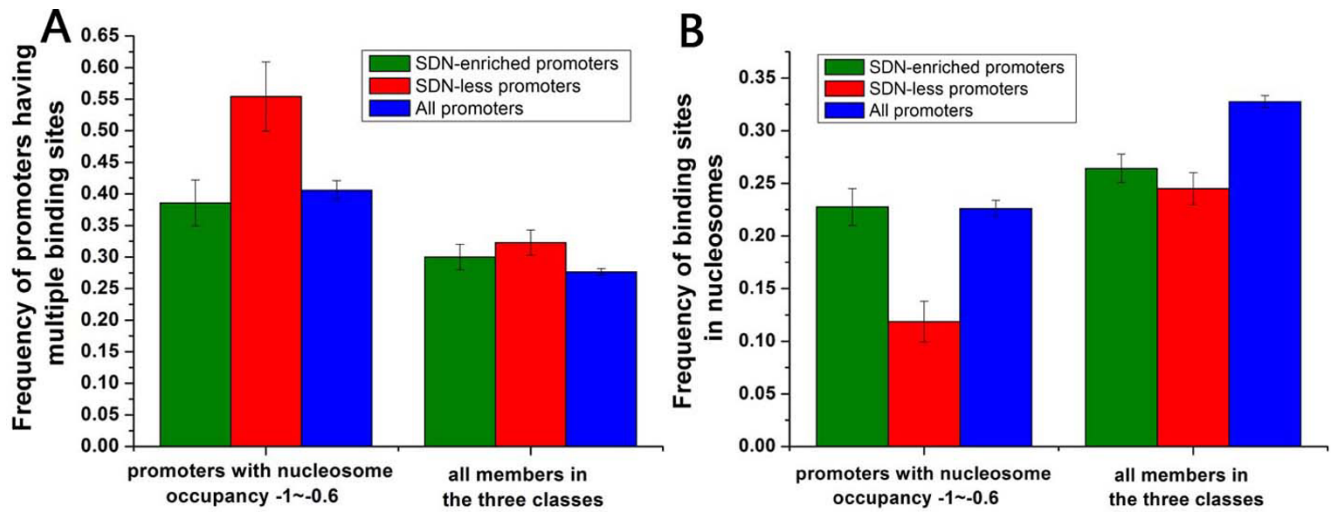 A
Frequency of promoters having
multiple binding sites
0.65
0.60
0.55
0.50
0.45
0.40
0.35
0.30
0.25
0.20
0.15
0.10
0.05
0.00
SDN-enriched promoters
SDN-less promoters
All promoters
promoters with nucleosome
occupancy -1~-0.6
all members in
the three classes
B
Frequency of binding sites
in nucleosomes
0.35
0.30
0.25
0.20
0.15
0.10
0.05
0.00
SDN-enriched promoters
SDN-less promoters
All promoters
promoters with nucleosome
occupancy -1~-0.6
all members in
the three classes